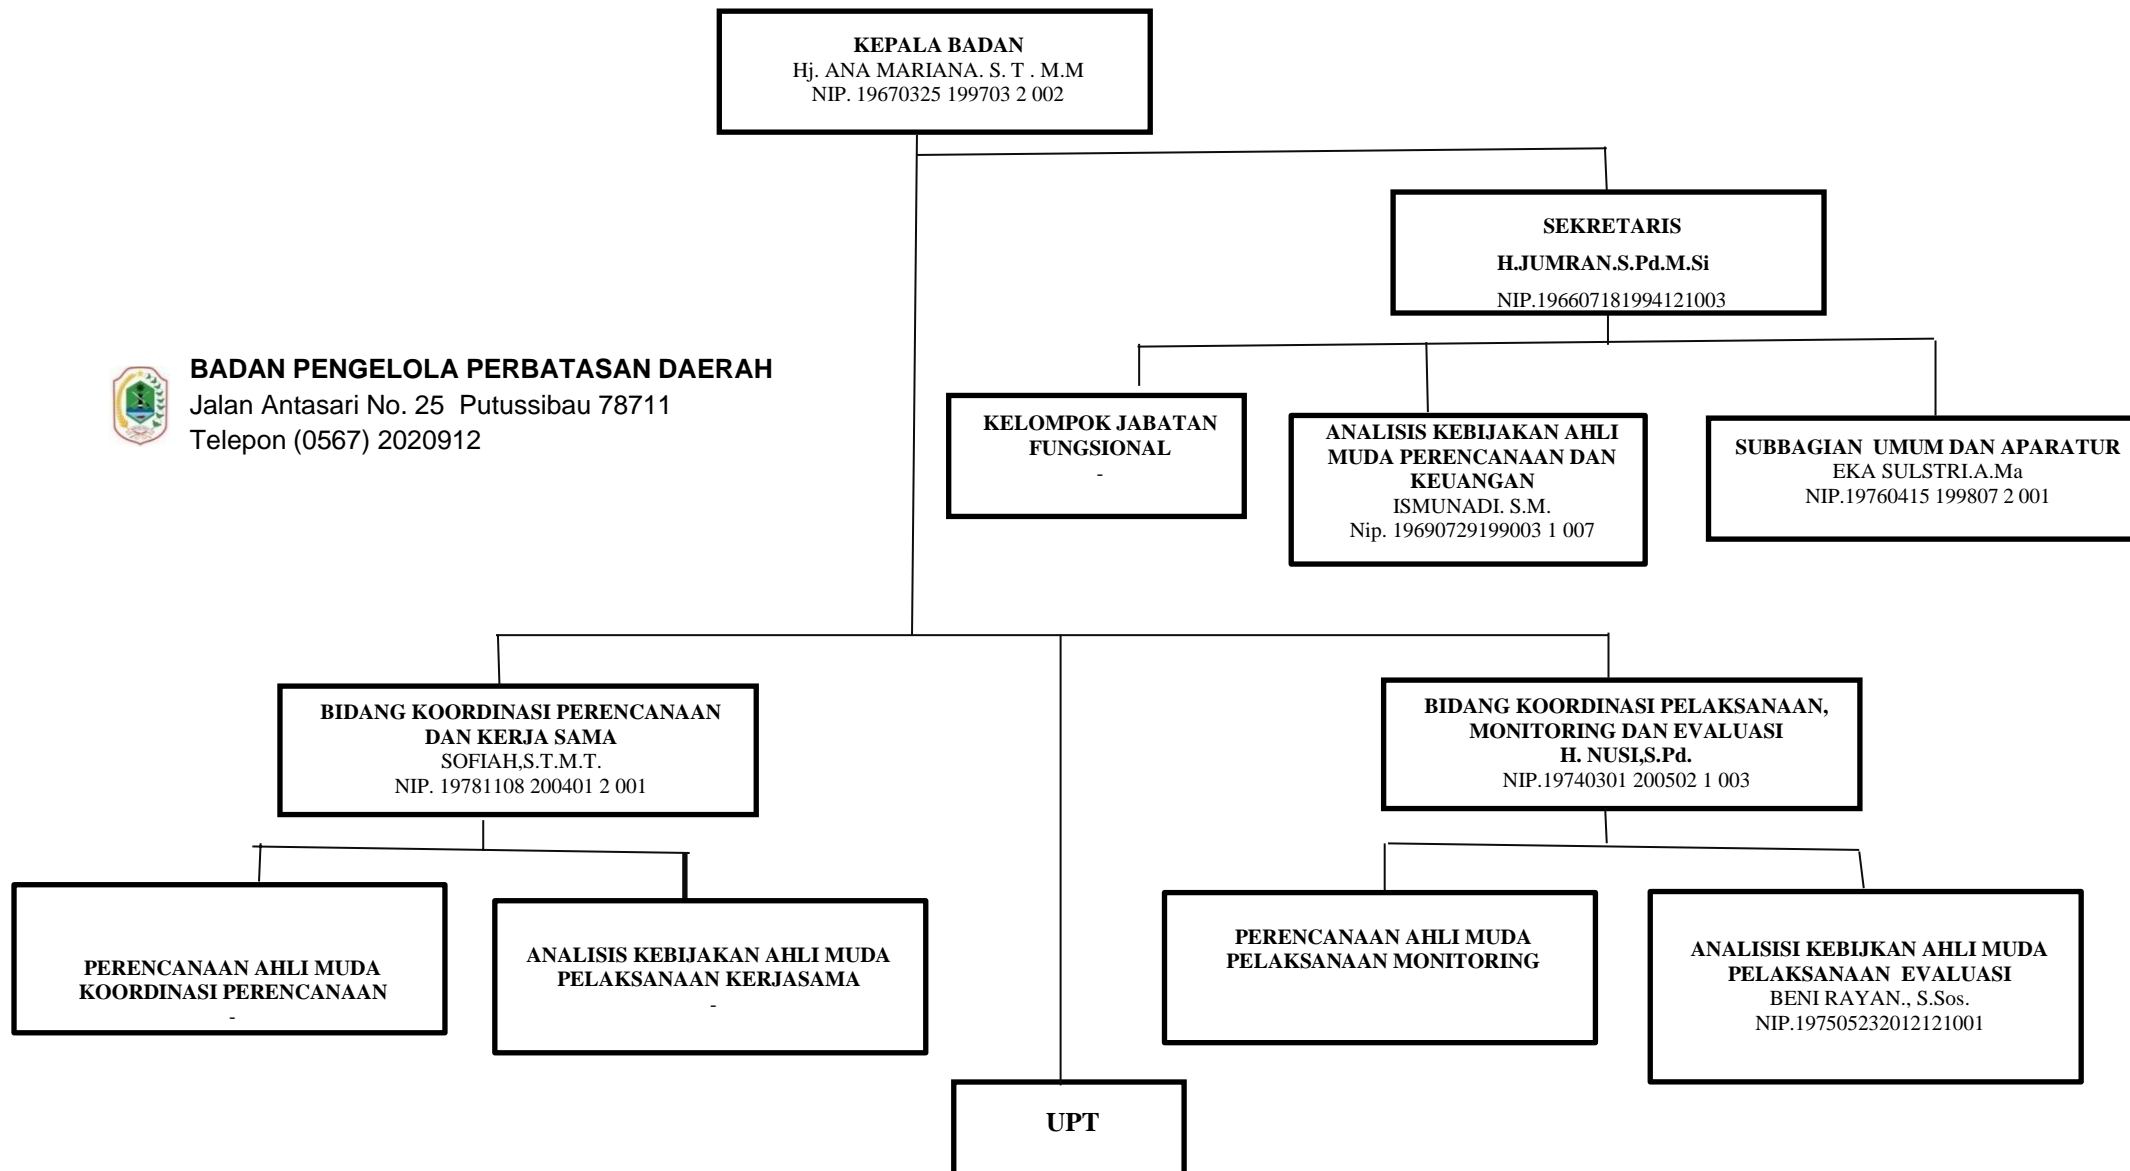 KEPALA BADAN
Hj. ANA MARIANA. S. T . M.M
NIP. 19670325 199703 2 002
SEKRETARIS
H.JUMRAN.S.Pd.M.Si
NIP.196607181994121003
BADAN PENGELOLA PERBATASAN DAERAH
Jalan Antasari No. 25  Putussibau 78711
Telepon (0567) 2020912
KELOMPOK JABATAN
FUNGSIONAL
-
ANALISIS KEBIJAKAN AHLI
MUDA PERENCANAAN DAN
KEUANGAN
ISMUNADI. S.M.
Nip. 19690729199003 1 007
SUBBAGIAN  UMUM DAN APARATUR
EKA SULSTRI.A.Ma
NIP.19760415 199807 2 001
BIDANG KOORDINASI PERENCANAAN
DAN KERJA SAMA
SOFIAH,S.T.M.T.
NIP. 19781108 200401 2 001
BIDANG KOORDINASI PELAKSANAAN,
MONITORING DAN EVALUASI
H. NUSI,S.Pd.
NIP.19740301 200502 1 003
PERENCANAAN AHLI MUDA
KOORDINASI PERENCANAAN
-
ANALISIS KEBIJAKAN AHLI MUDA
PELAKSANAAN KERJASAMA
-
PERENCANAAN AHLI MUDA
PELAKSANAAN MONITORING
ANALISISI KEBIJKAN AHLI MUDA
PELAKSANAAN  EVALUASI
BENI RAYAN., S.Sos.
NIP.197505232012121001
UPT